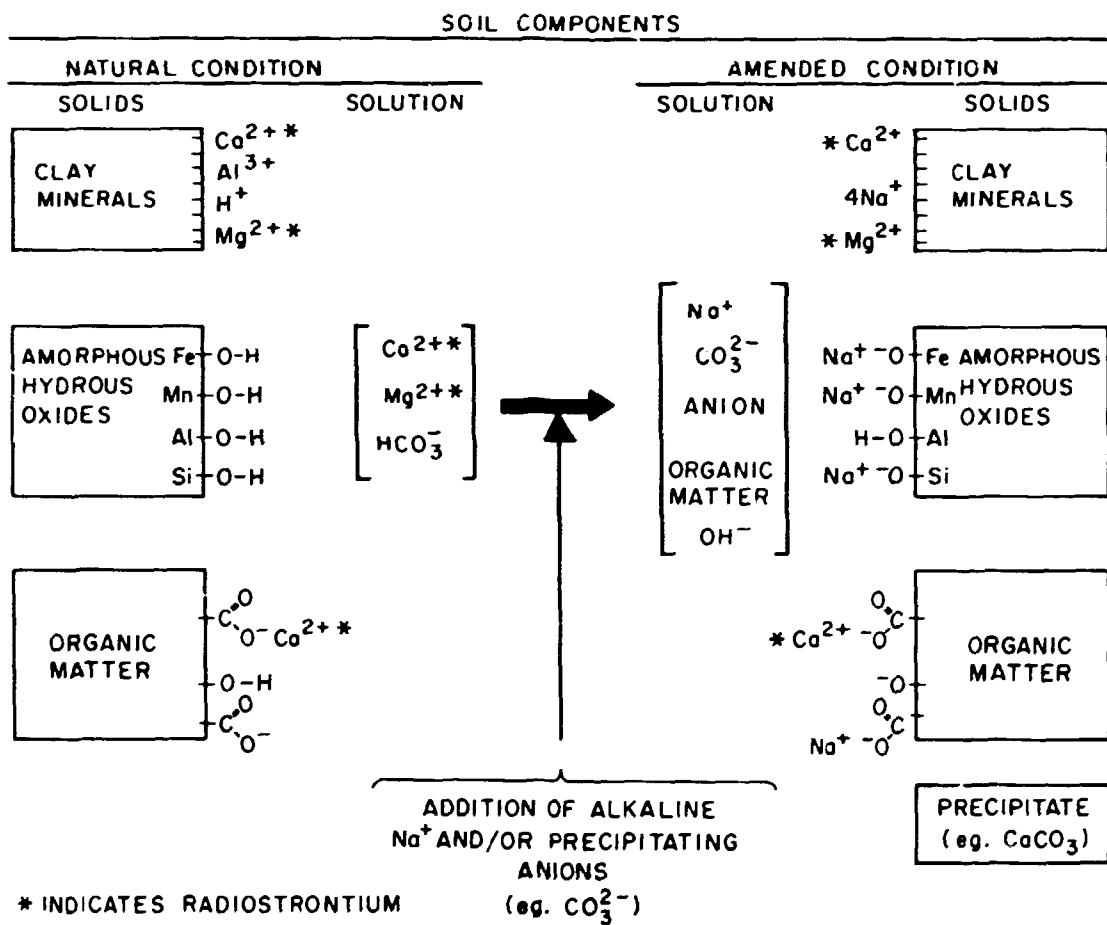 SOIL COMPONENTS
NATURAL CONDITION
SOLIDS
SOLUTION
CLAY
MINERALS
Ca²⁺*
Al³⁺
H⁺
Mg²⁺*
AMORPHOUS
HYDROUS
OXIDES
Fe O-H
Mn O-H
Al O-H
Si O-H
Ca²⁺*
Mg²⁺*
HCO₃⁻
ORGANIC
MATTER
C O
O⁻ Ca²⁺*
O-H
C O
O⁻
AMENDED CONDITION
SOLUTION
SOLIDS
*Ca²⁺
4Na⁺
*Mg²⁺
CLAY
MINERALS
Na⁺
CO₃²⁻
ANION
ORGANIC
MATTER
OH⁻
Na⁺ ⁻O Fe
Na⁺ ⁻O Mn
H-O Al
Na⁺ ⁻O Si
AMORPHOUS
HYDROUS
OXIDES
O C
*Ca²⁺ ⁻O
⁻O
O C
Na⁺ ⁻O
ORGANIC
MATTER
ADDITION OF ALKALINE
Na⁺ AND/OR PRECIPITATING
ANIONS
(eg. CO₃²⁻)
PRECIPITATE
(eg. CaCO₃)
* INDICATES RADIOSTRONTIUM